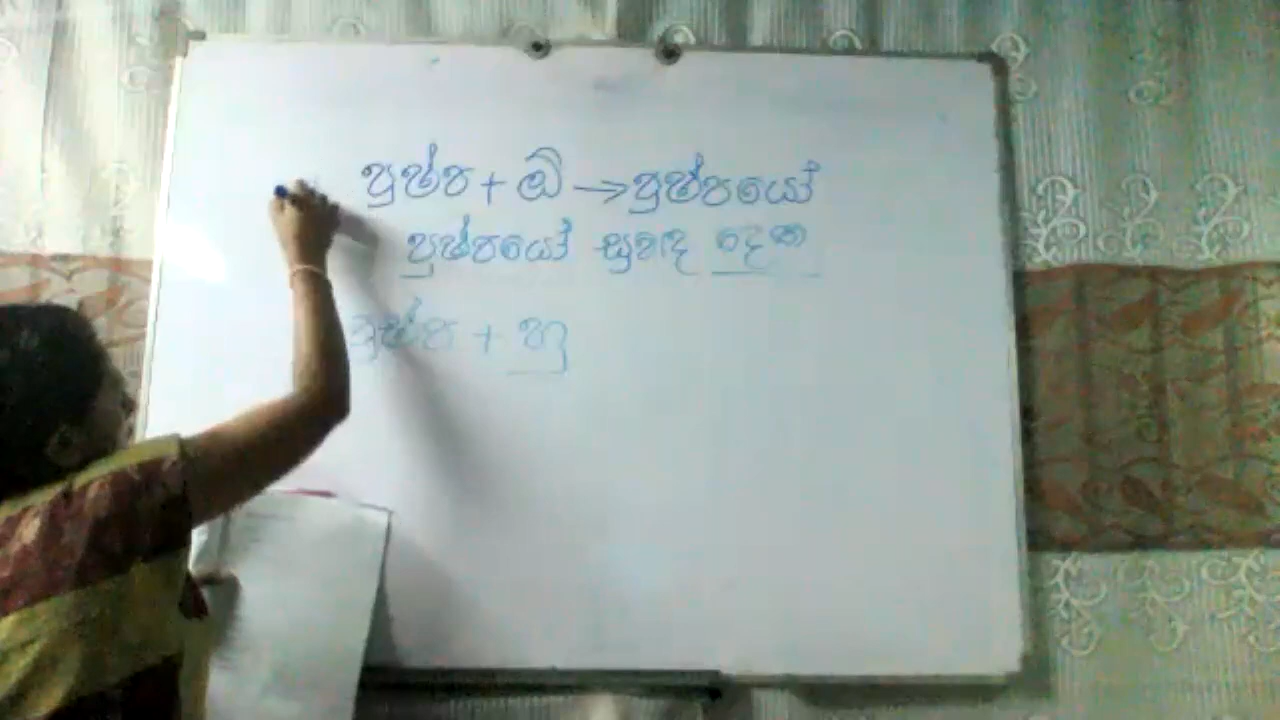 පුෂ්ප + ඕ → පුෂ්පයෝ
පුෂ්පයෝ සුවඳ දෙත
පුෂ්ප + හු